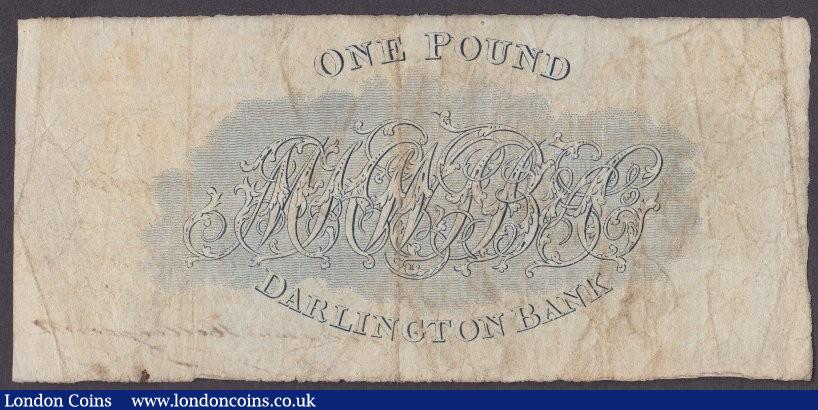 ONE POUND
DARLINGTON BANK
London Coins www.londoncoins.co.uk